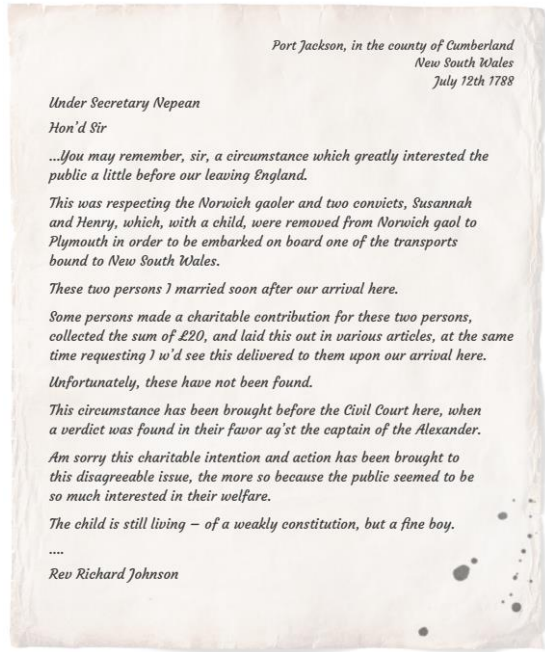 Port Jackson, in the county of Cumberland
New South Wales
July 12th 1788
Under Secretary Nepean
Hon'd Sir
...You may remember, sir, a circumstance which greatly interested the
public a little before our leaving England.
This was respecting the Norwich gaoler and two convicts, Susannah
and Henry, which, with a child, were removed from Norwich gaol to
Plymouth in order to be embarked on board one of the transports
bound to New South Wales.
These two persons I married soon after our arrival here.
Some persons made a charitable contribution for these two persons,
collected the sum of £20, and laid this out in various articles, at the same
time requesting I w'd see this delivered to them upon our arrival here.
Unfortunately, these have not been found.
This circumstance has been brought before the Civil Court here, when
a verdict was found in their favor ag'st the captain of the Alexander.
Am sorry this charitable intention and action has been brought to
this disagreeable issue, the more so because the public seemed to be
so much interested in their welfare.
The child is still living – of a weakly constitution, but a fine boy.
....
Rev Richard Johnson